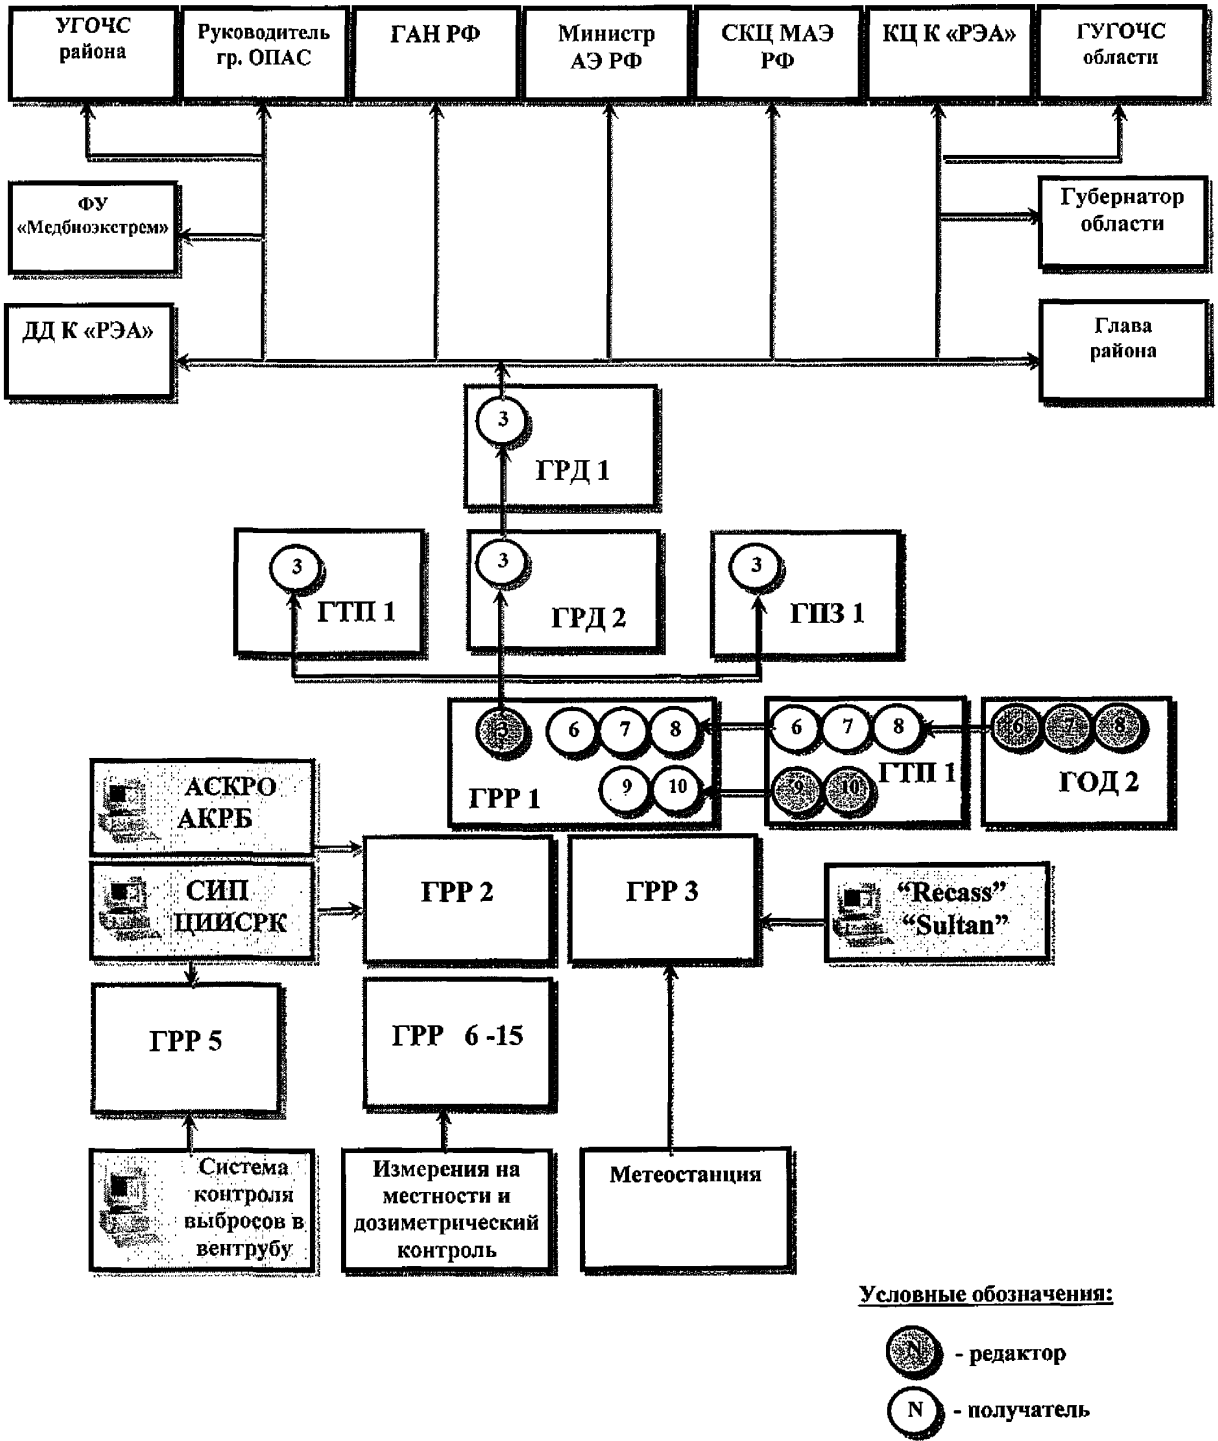 УГОЧС
района
Руководитель
гр. ОПАС
ГАН РФ
Министр
АЭ РФ
СКЦ МАЭ
РФ
КЦ К «РЭА»
ГУГОЧС
области
ФУ
«Медбиоэкстрем»
Губернатор
области
ДД К «РЭА»
Глава
района
3
ГРД 1
3
ГТП 1
3
ГРД 2
3
ГПЗ 1
3
6
7
8
9
10
ГРР 1
6
7
8
ГТП 1
9
10
6
7
8
ГОД 2
АСКРО
АКРБ
СИП
ЦИИСРК
ГРР 2
ГРР 3
“Recass”
“Sultan”
ГРР 5
ГРР 6 -15
Система
контроля
выбросов в
вентрубу
Измерения на
местности и
дозиметрический
контроль
Метеостанция
Условные обозначения:
N - редактор
N - получатель